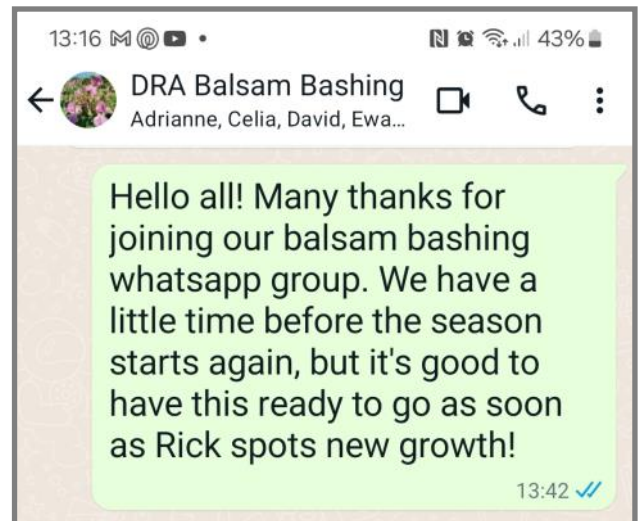 13:16 43%
DRA Balsam Bashing
Adrianne, Celia, David, Ewa...
Hello all! Many thanks for
joining our balsam bashing
whatsapp group. We have a
little time before the season
starts again, but it's good to
have this ready to go as soon
as Rick spots new growth!
13:42